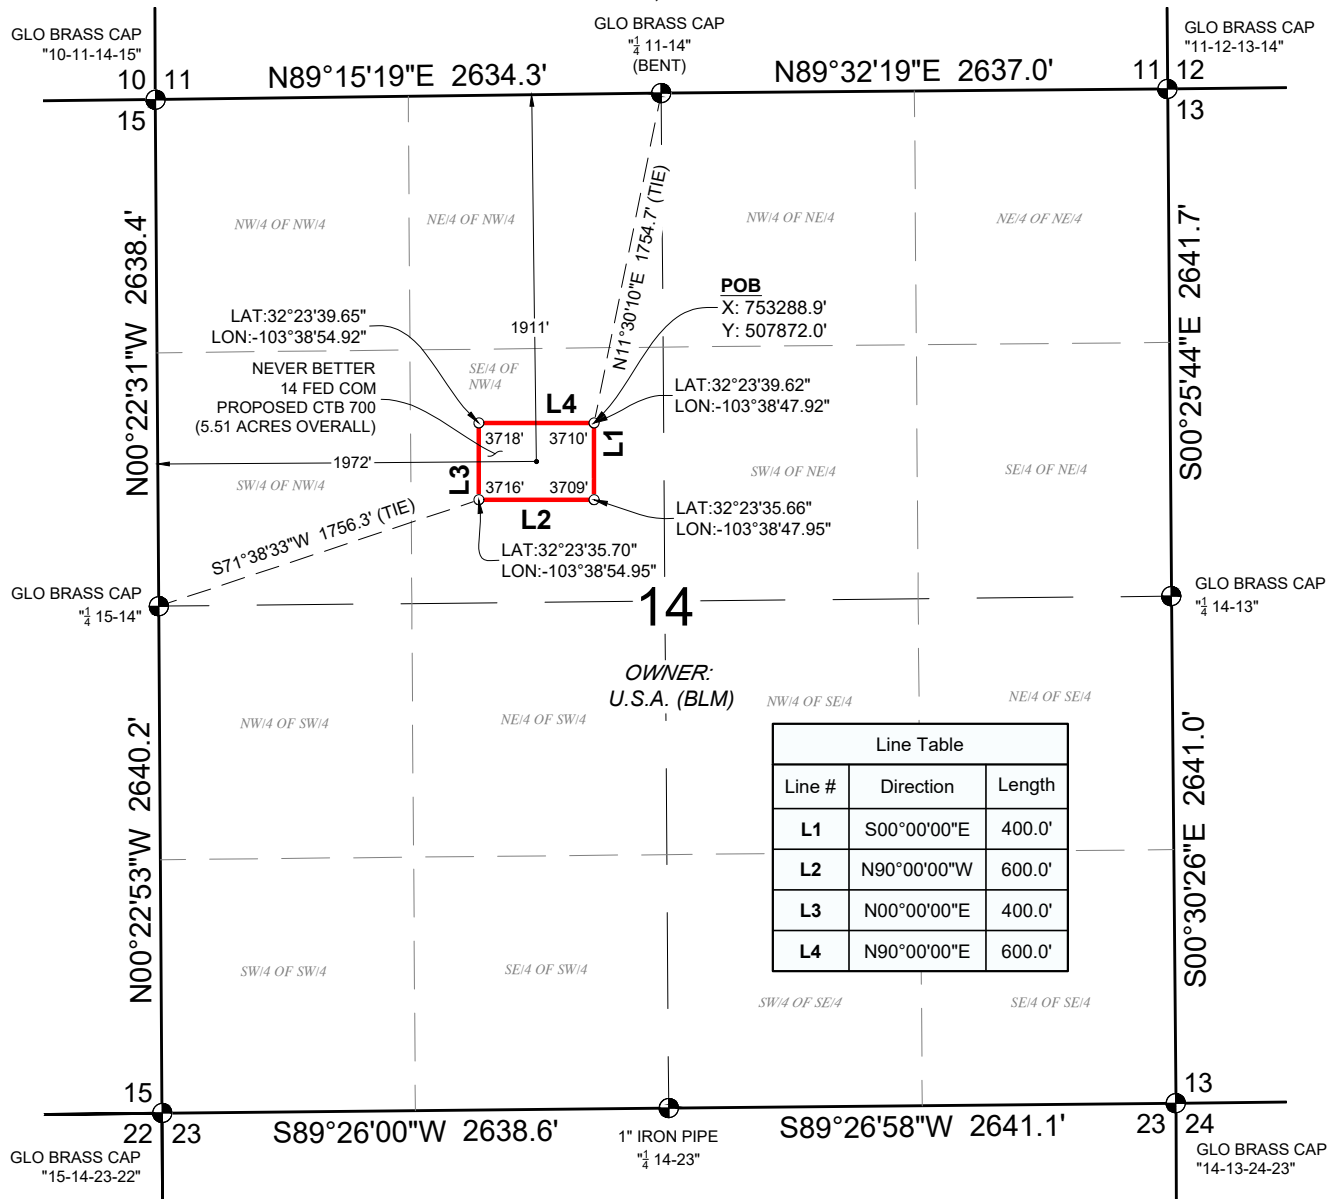 GLO BRASS CAP
"10-11-14-15"
GLO BRASS CAP
"1/4 11-14"
(BENT)
GLO BRASS CAP
"11-12-13-14"
10 11
15
N89°15'19"E 2634.3'
N89°32'19"E 2637.0'
11 12
13
N00°22'31"W 2638.4'
S00°25'44"E 2641.7'
NW/4 OF NW/4
NE/4 OF NW/4
NW/4 OF NE/4
NE/4 OF NE/4
N11°30'10"E 1754.7' (TIE)
1911'
POB
X: 753288.9'
Y: 507872.0'
LAT:32°23'39.65"
LON:-103°38'54.92"
NEVER BETTER
14 FED COM
PROPOSED CTB 700
(5.51 ACRES OVERALL)
SE/4 OF
NW/4
LAT:32°23'39.62"
LON:-103°38'47.92"
L4
3718' 3710'
L1
1972'
L3
3716' 3709'
L2
SW/4 OF NW/4
SW/4 OF NE/4
SE/4 OF NE/4
S71°38'33"W 1756.3' (TIE)
LAT:32°23'35.66"
LON:-103°38'47.95"
LAT:32°23'35.70"
LON:-103°38'54.95"
GLO BRASS CAP
"1/4 15-14"
14
GLO BRASS CAP
"1/4 14-13"
OWNER:
U.S.A. (BLM)
N00°22'53"W 2640.2'
S00°30'26"E 2641.0'
NW/4 OF SW/4
NE/4 OF SW/4
NW/4 OF SE/4
NE/4 OF SE/4
Line Table
Line # Direction Length
L1 S00°00'00"E 400.0'
L2 N90°00'00"W 600.0'
L3 N00°00'00"E 400.0'
L4 N90°00'00"E 600.0'
SW/4 OF SW/4
SE/4 OF SW/4
SW/4 OF SE/4
SE/4 OF SE/4
15
22 23
S89°26'00"W 2638.6'
1" IRON PIPE
"1/4 14-23"
S89°26'58"W 2641.1'
13
23 24
GLO BRASS CAP
"15-14-23-22"
GLO BRASS CAP
"14-13-24-23"